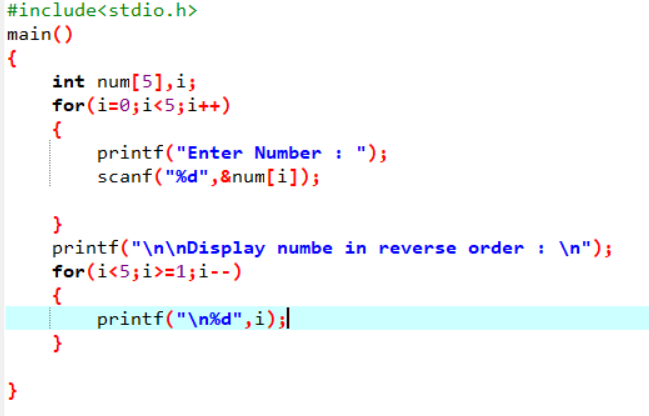 #include<stdio.h>
main()
{
    int num[5],i;
    for(i=0;i<5;i++)
    {
        printf("Enter Number : ");
        scanf("%d",&num[i]);
    }
    printf("\n\nDisplay numbe in reverse order : \n");
    for(i<5;i>=1;i--)
    {
        printf("\n%d",i);
    }
}